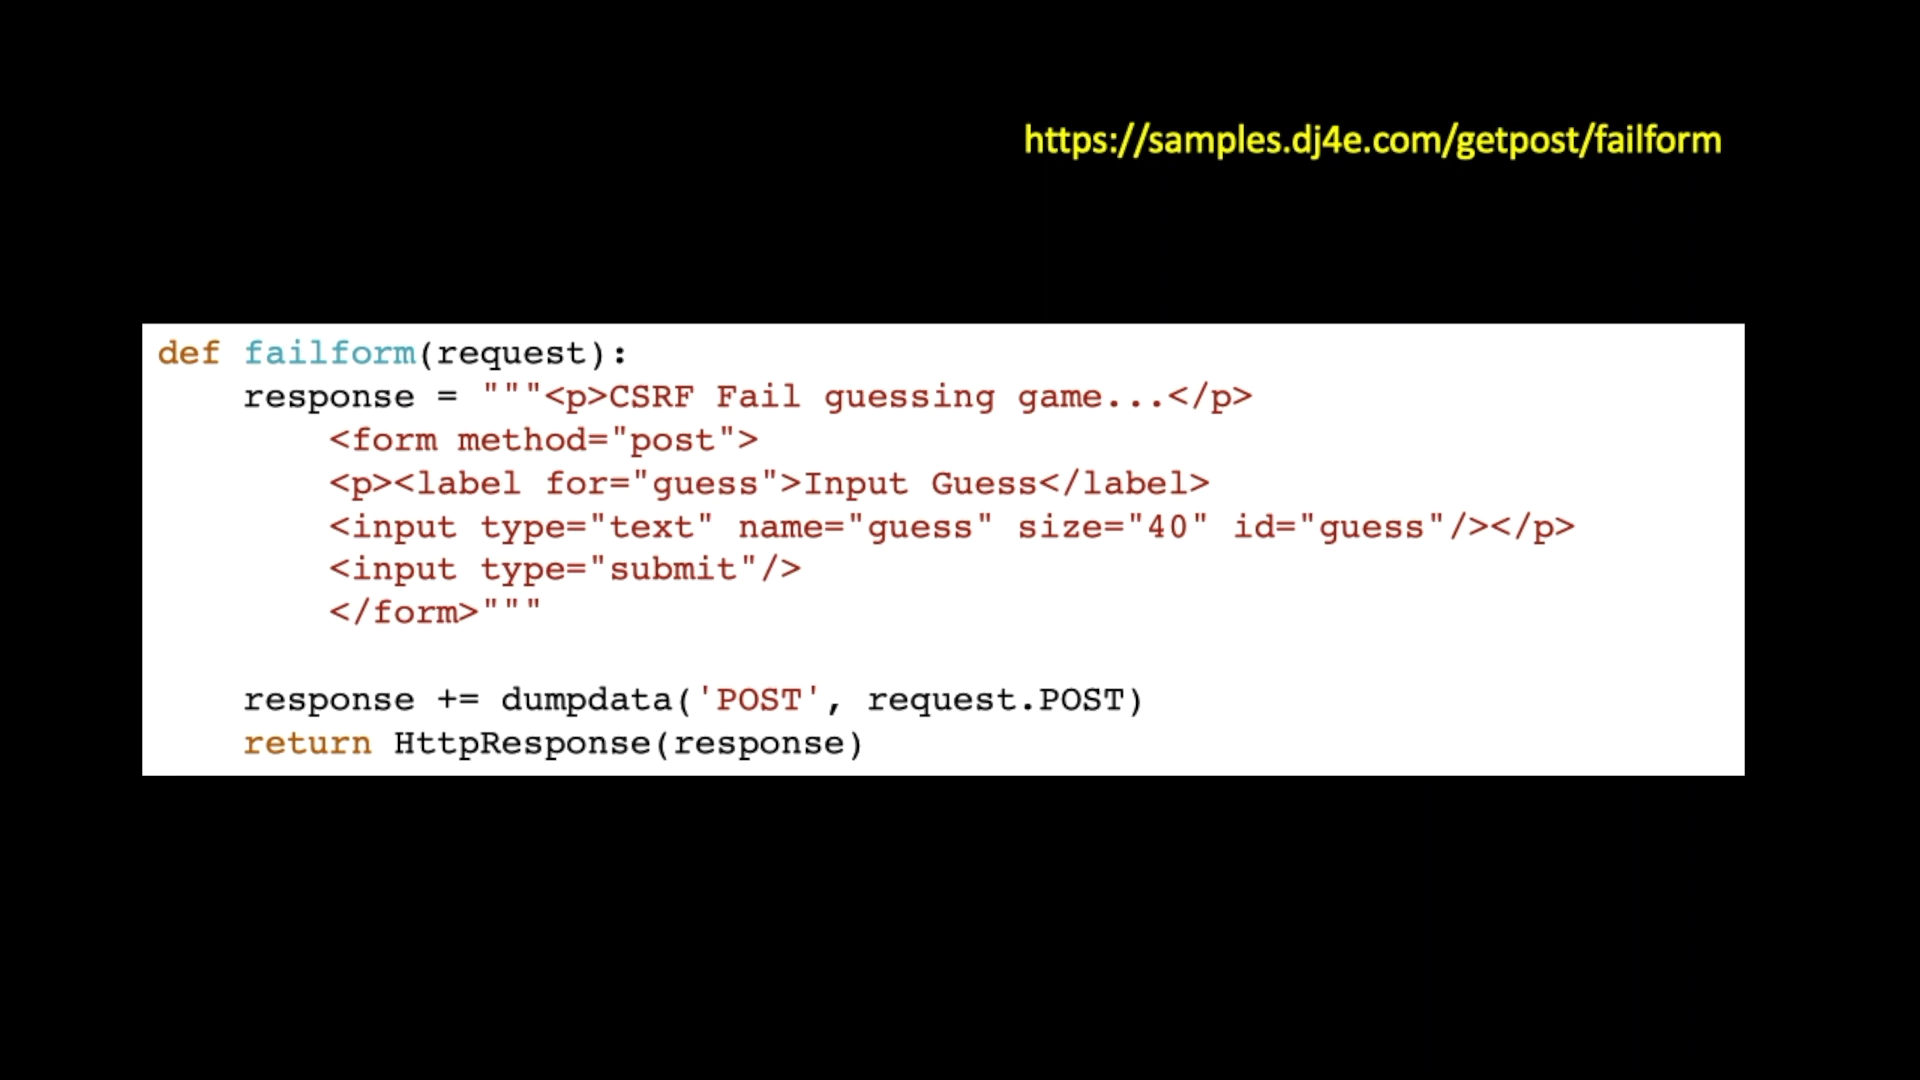 https://samples.dj4e.com/getpost/failform
def failform(request):
    response = """<p>CSRF Fail guessing game...</p>
        <form method="post">
        <p><label for="guess">Input Guess</label>
        <input type="text" name="guess" size="40" id="guess"/></p>
        <input type="submit"/>
        </form>"""
    response += dumpdata('POST', request.POST)
    return HttpResponse(response)